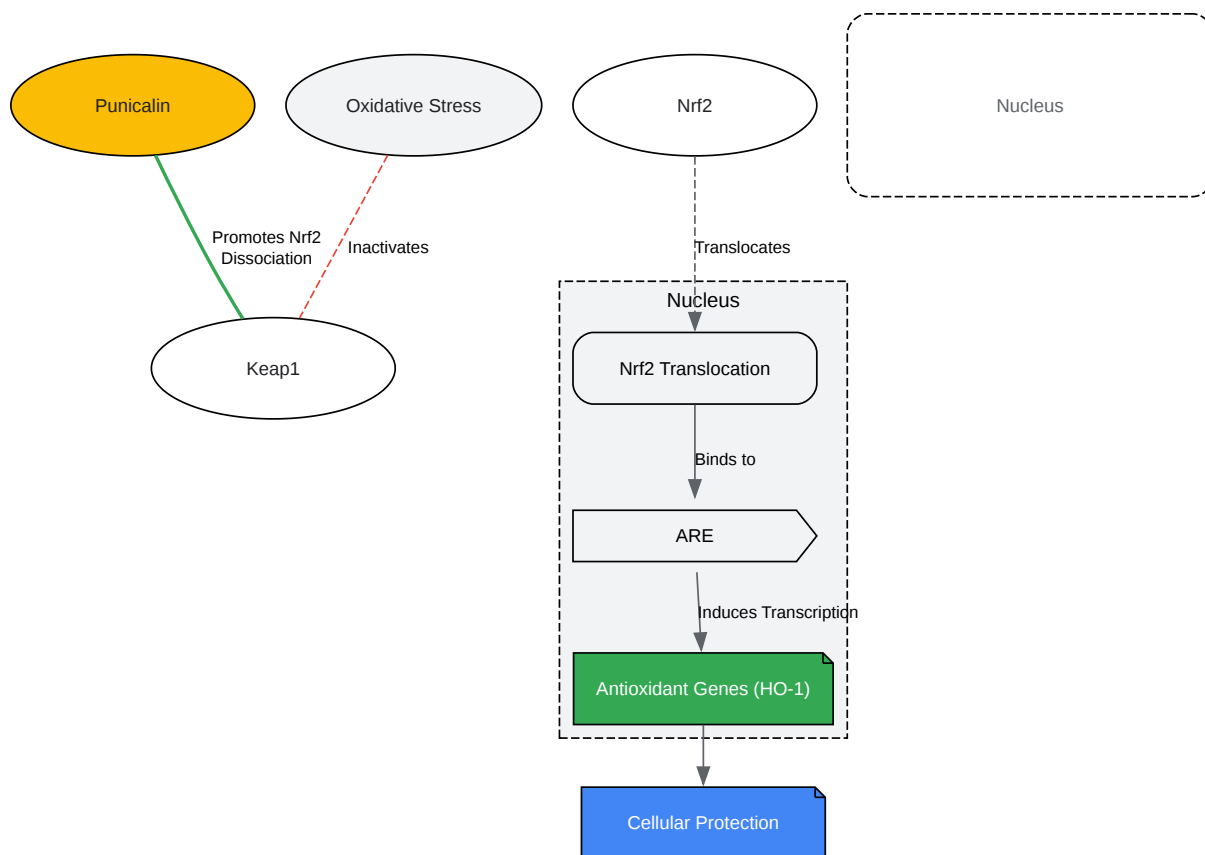 Punicalin
Oxidative Stress
Nrf2
Nucleus
Promotes Nrf2
Dissociation
Inactivates
Translocates
Nucleus
Keap1
Nrf2 Translocation
Binds to
ARE
Induces Transcription
Antioxidant Genes (HO-1)
Cellular Protection